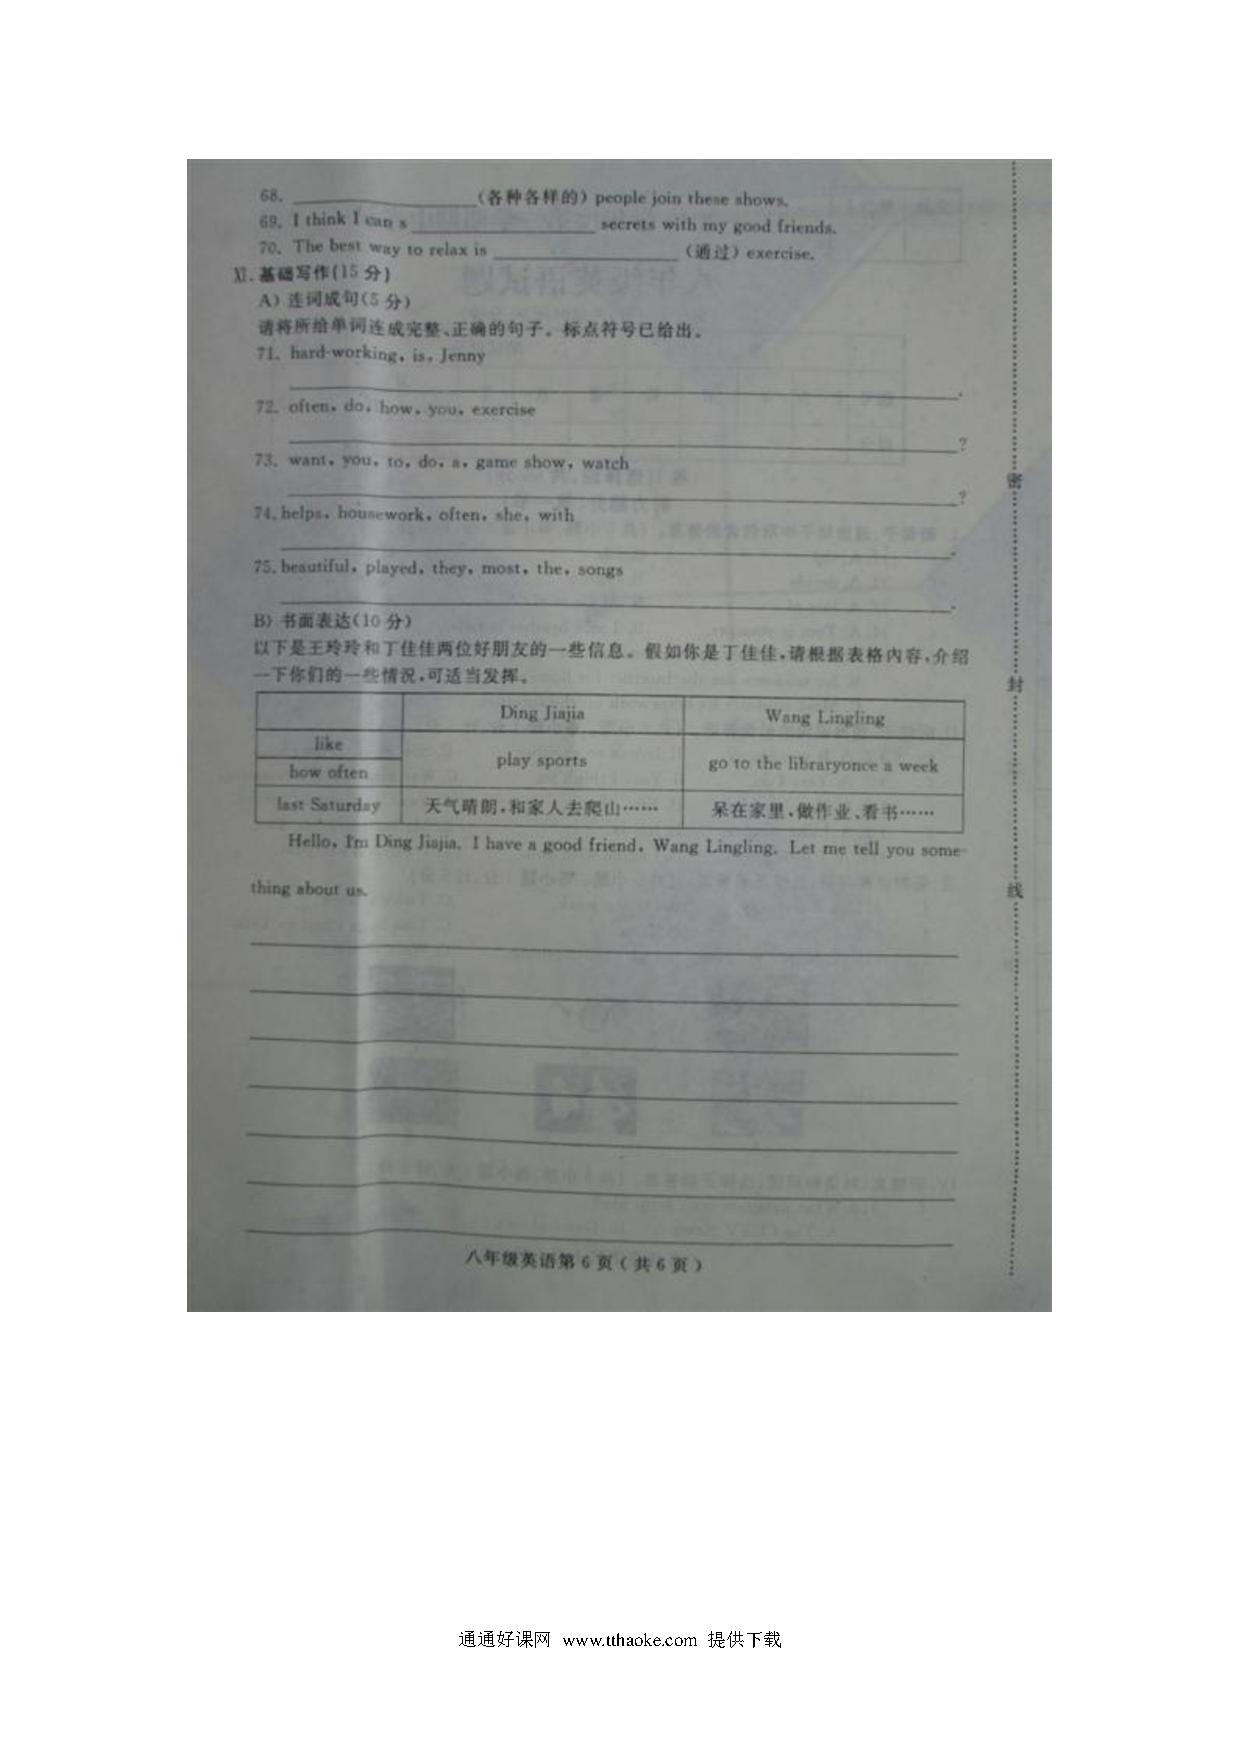 68. ____________(各种各样的) people join these shows.
69. I think I can s____________ secrets with my good friends.
70. The best way to relax is ____________(通过) exercise.
Ⅺ. 基础写作(15 分)
A) 连词成句(5 分)
请将所给单词连成完整、正确的句子。标点符号已给出。
71. hard-working, is, Jenny
____________.
72. often, do, how, you, exercise
____________?
73. want, you, to, do, a, game show, watch
____________?
74. helps, housework, often, she, with
____________.
75. beautiful, played, they, most, the, songs
____________.
B) 书面表达(10 分)
以下是王玲玲和丁佳佳两位好朋友的一些信息。假如你是丁佳佳,请根据表格内容,介绍
一下你们的一些情况,可适当发挥。
Ding Jiajia Wang Lingling
like
play sports go to the libraryonce a week
how often
last Saturday 天气晴朗,和家人去爬山…… 呆在家里,做作业、看书……
Hello, I'm Ding Jiajia. I have a good friend, Wang Lingling. Let me tell you some-
thing about us.
八年级英语第 6 页(共 6 页)
密
封
线
通通好课网 www.tthaoke.com 提供下载